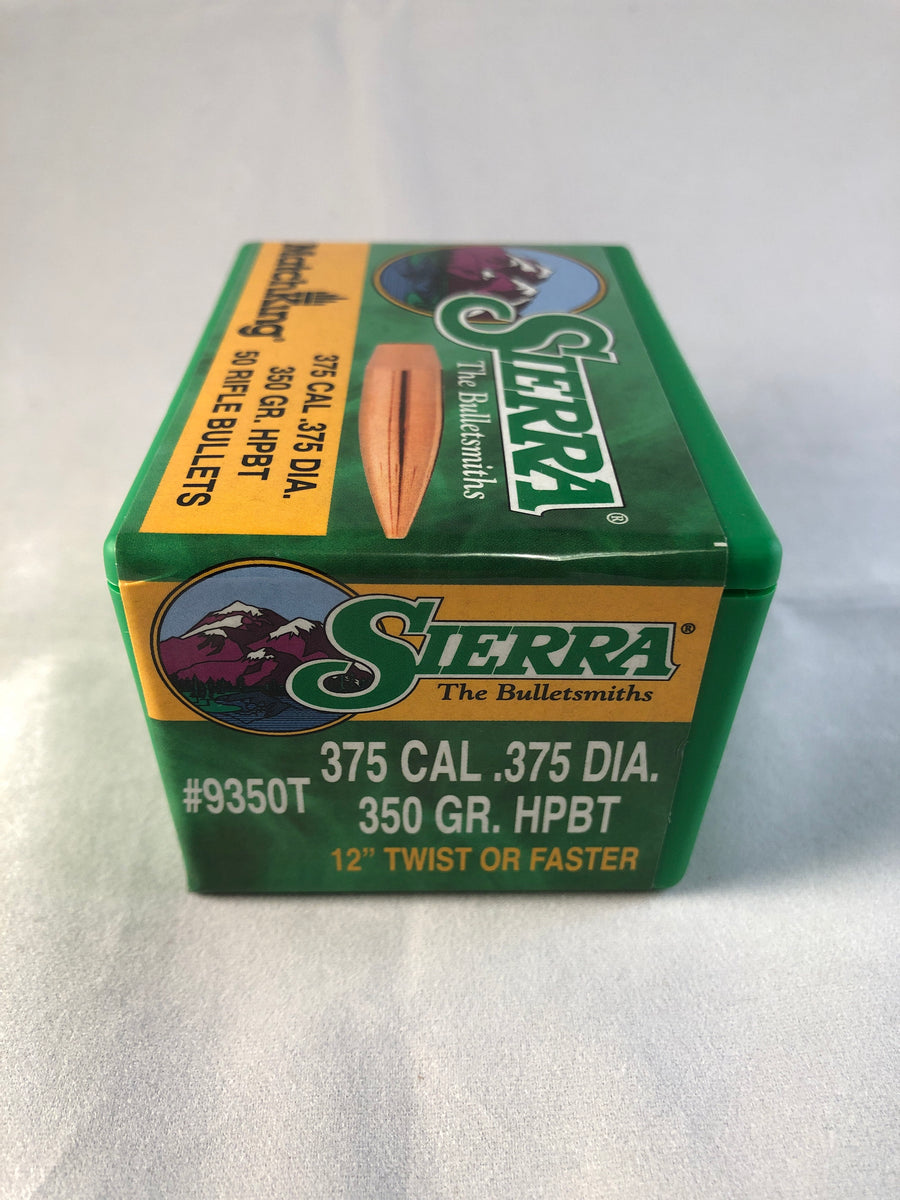 MatchKing®
375 CAL .375 DIA.
350 GR. HPBT
50 RIFLE BULLETS
SIERRA®
The Bulletsmiths
SIERRA®
The Bulletsmiths
#9350T
375 CAL .375 DIA.
350 GR. HPBT
12” TWIST OR FASTER